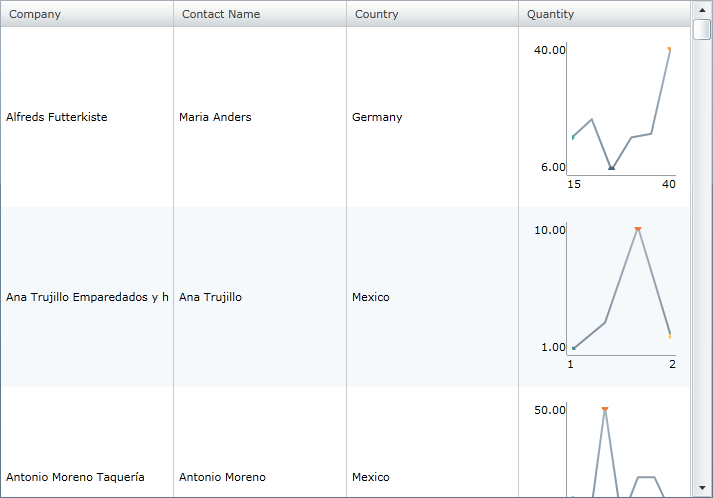 Company Contact Name Country Quantity
40.00
Alfreds Futterkiste Maria Anders Germany
6.00
15 40
10.00
Ana Trujillo Emparedados y h Ana Trujillo Mexico
1.00
1 2
50.00
Antonio Moreno Taquería Antonio Moreno Mexico